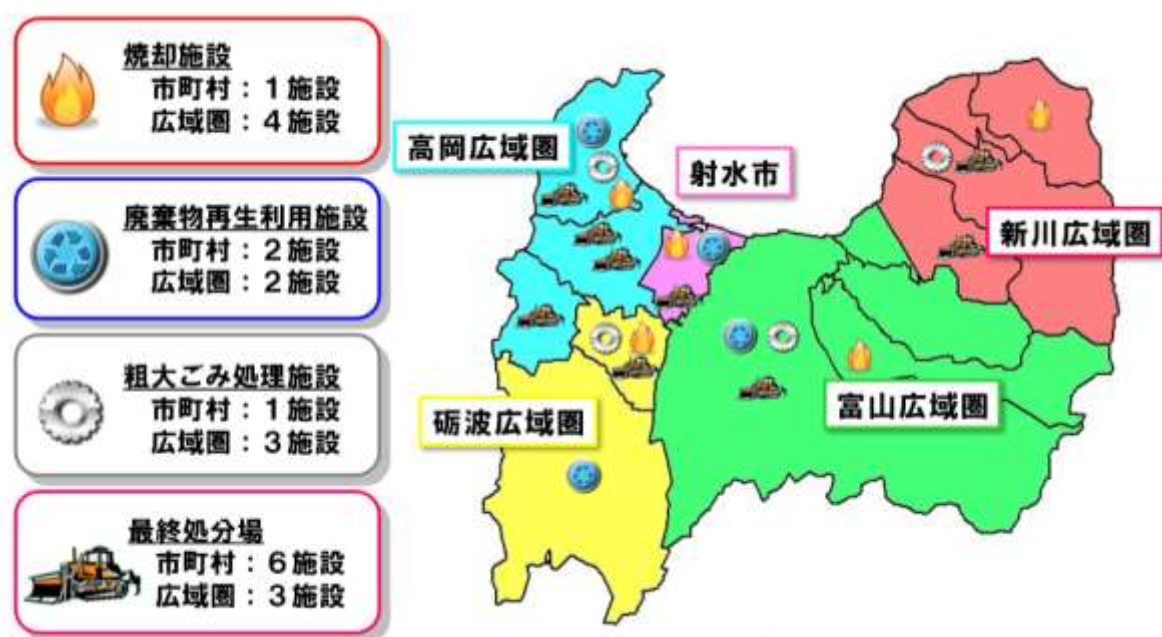 焼却施設
市町村：1施設
広域圏：4施設
廃棄物再生利用施設
市町村：2施設
広域圏：2施設
粗大ごみ処理施設
市町村：1施設
広域圏：3施設
最終処分場
市町村：6施設
広域圏：3施設
高岡広域圏
射水市
新川広域圏
砺波広域圏
富山広域圏